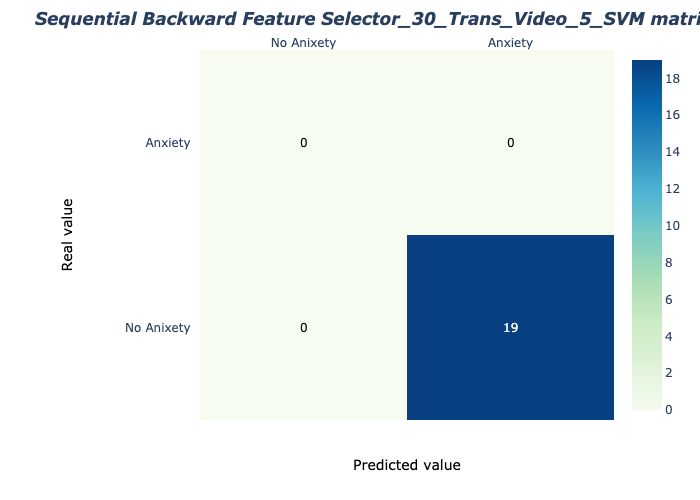 Sequential Backward Feature Selector_30_Trans_Video_5_SVM matri
No Anixety Anxiety
Anxiety 0 0
No Anixety 0 19
Real value
Predicted value
18
16
14
12
10
8
6
4
2
0